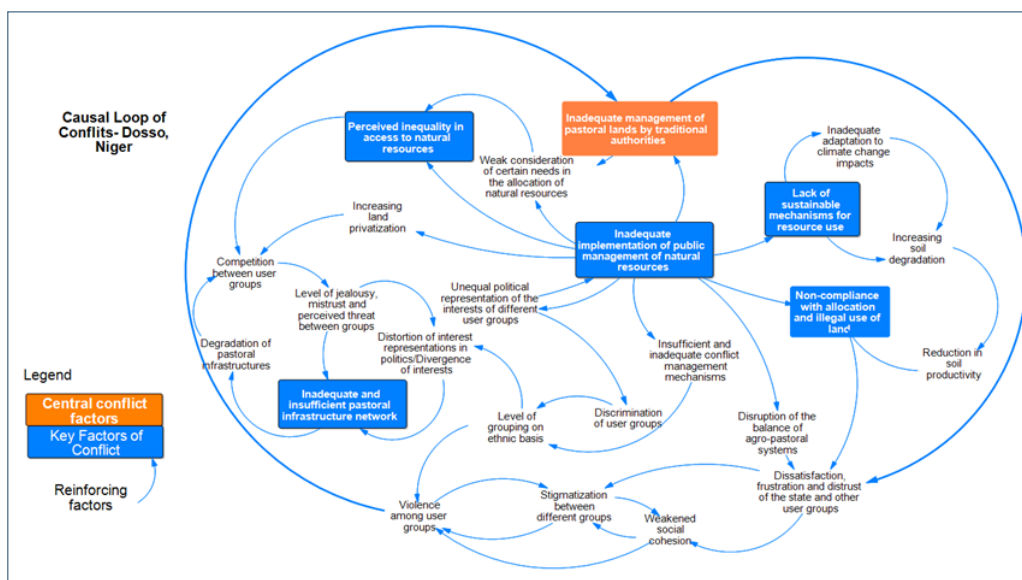 Causal Loop of
Conflits- Dosso,
Niger
Perceived inequality in
access to natural
resources
Inadequate management of
pastoral lands by traditional
authorities
Weak consideration
of certain needs in
the allocation of
natural resources
Inadequate
adaptation to
climate change
impacts
Lack of
sustainable
mechanisms for
resource use
Increasing
land
privatization
Inadequate
implementation of public
management of natural
resources
Increasing
soil
degradation
Competition
between user
groups
Level of jealousy,
mistrust and
perceived threat
between groups
Unequal political
representation of the
interests of different
user groups
Non-compliance
with allocation
and illegal use of
land
Degradation of
pastoral
infrastructures
Distortion of interest
representations in
politics/Divergence
of interests
Insufficient and
inadequate conflict
management
mechanisms
Reduction in
soil
productivity
Legend
Central conflict
factors
Key Factors of
Conflict
Reinforcing
factors
Inadequate and
insufficient pastoral
infrastructure network
Level of
grouping on
ethnic basis
Discrimination
of user groups
Disruption of the
balance of
agro-pastoral
systems
Dissatisfaction,
frustration and distrust
of the state and other
user groups
Violence
among user
groups
Stigmatization
between
different groups
Weakened
social
cohesion